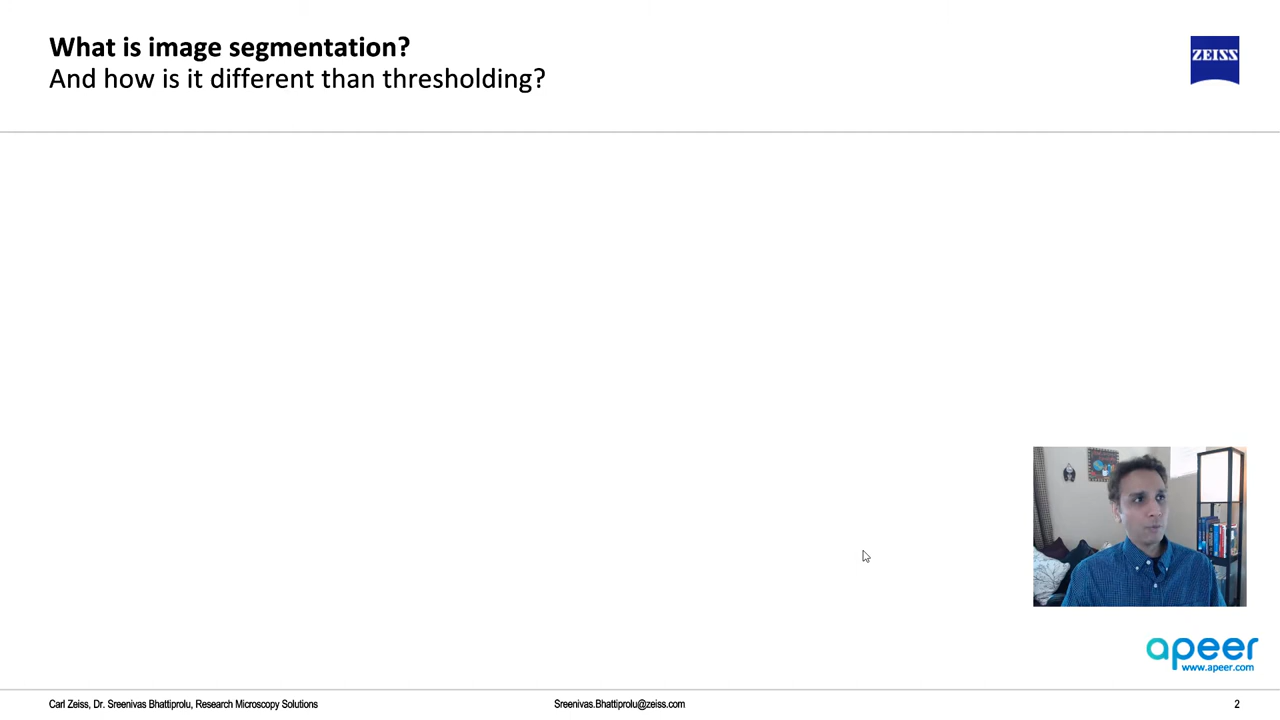 What is image segmentation?
And how is it different than thresholding?
ZEISS
apeer
www.apeer.com
Carl Zeiss, Dr. Sreenivas Bhattiprolu, Research Microscopy Solutions
Sreenivas.Bhattiprolu@zeiss.com
2